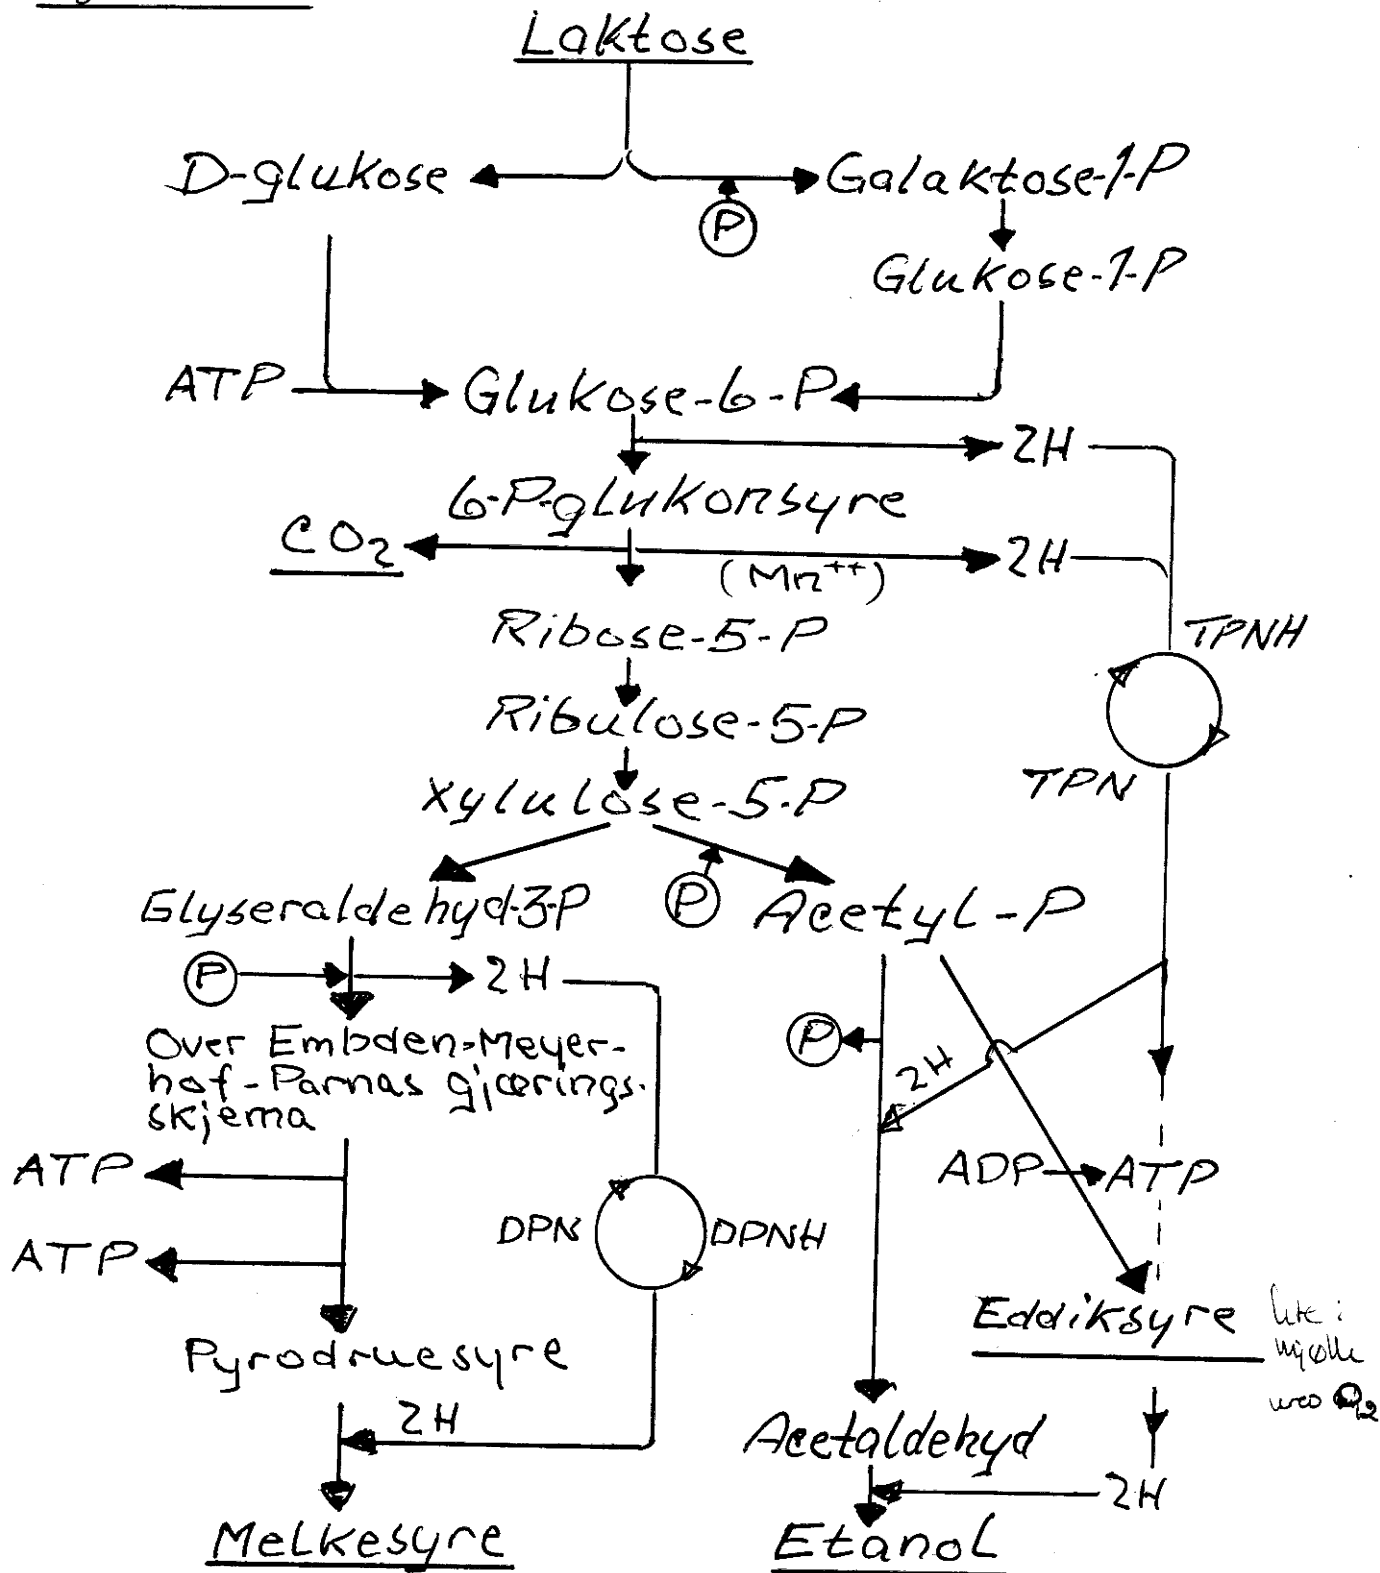 Laktose
D-glukose
Galaktose-1-P
P
Glukose-1-P
ATP
Glukose-6-P
2H
6-P-glukonsyre
CO2
2H
(Mn++)
Ribose-5-P
TPNH
Ribulose-5-P
TPN
Xylulose-5-P
Glyseraldehyd-3-P
P
Acetyl-P
P
2H
Over Embden-Meyer-
hof-Parnas gjærings-
skjema
P
2H
ATP
ADP
ATP
DPN
DPNH
ATP
Eddiksyre
Pyrodruesyre
2H
Acetaldehyd
2H
Melkesyre
Etanol